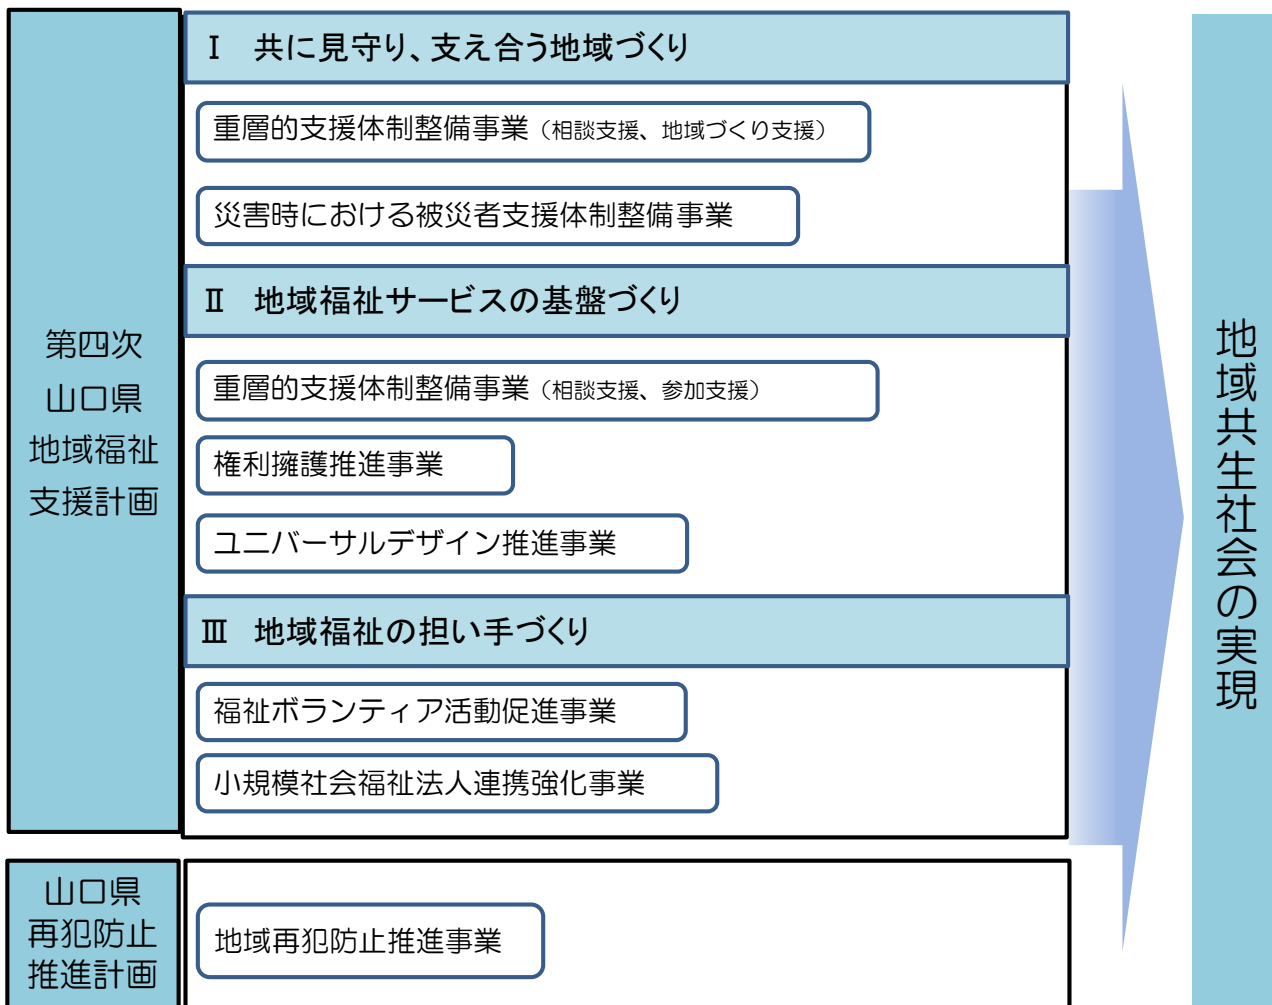 第四次
山口県
地域福祉
支援計画
Ⅰ 共に見守り、支え合う地域づくり
重層的支援体制整備事業（相談支援、地域づくり支援）
災害時における被災者支援体制整備事業
Ⅱ 地域福祉サービスの基盤づくり
重層的支援体制整備事業（相談支援、参加支援）
権利擁護推進事業
ユニバーサルデザイン推進事業
Ⅲ 地域福祉の担い手づくり
福祉ボランティア活動促進事業
小規模社会福祉法人連携強化事業
山口県
再犯防止
推進計画
地域再犯防止推進事業
地域共生社会の実現